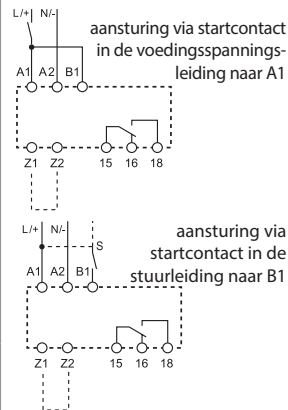 L/+ N/-
aansturing via startcontact
in de voedingsspannings-
leiding naar A1
A1 A2 B1
Z1 Z2 15 16 18
L/+ N/-
aansturing via
startcontact in de
stuurleiding naar B1
S
A1 A2 B1
Z1 Z2 15 16 18